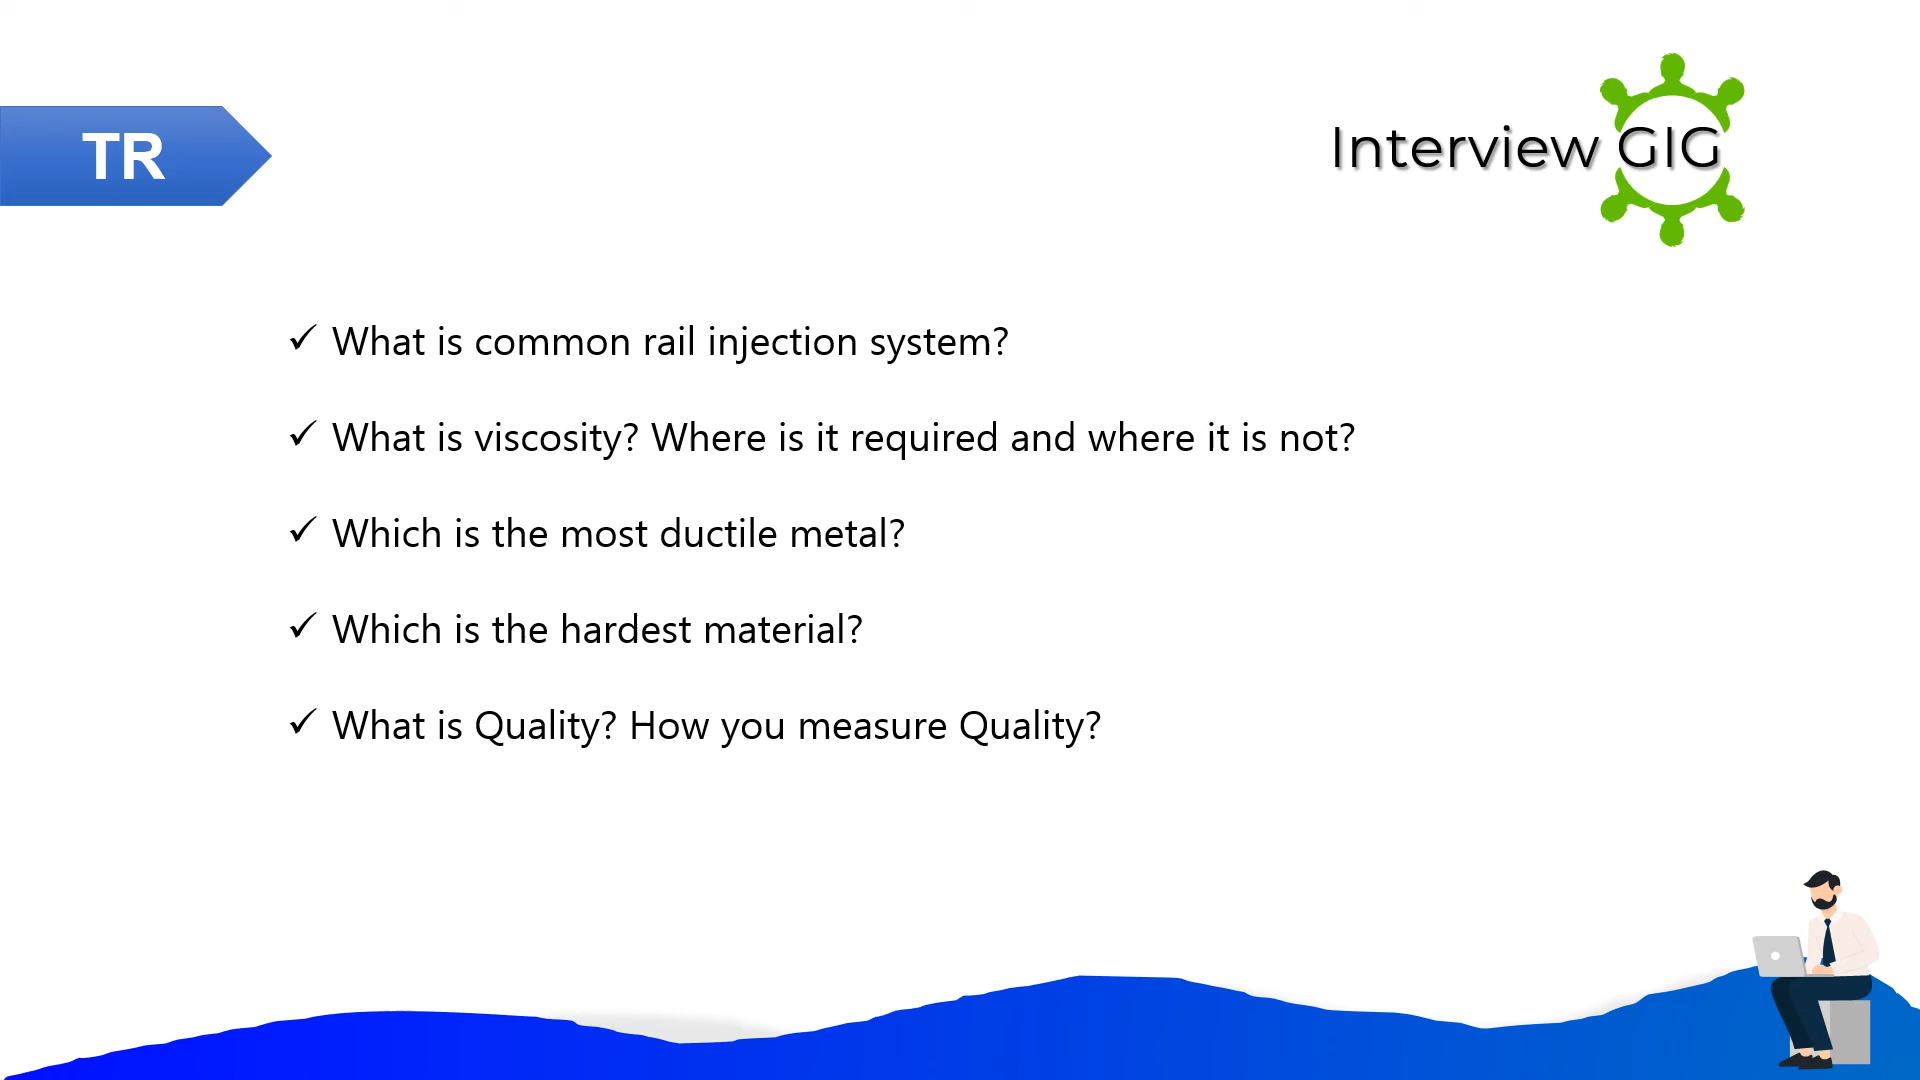 TR
Interview GIG
✓ What is common rail injection system?
✓ What is viscosity? Where is it required and where it is not?
✓ Which is the most ductile metal?
✓ Which is the hardest material?
✓ What is Quality? How you measure Quality?